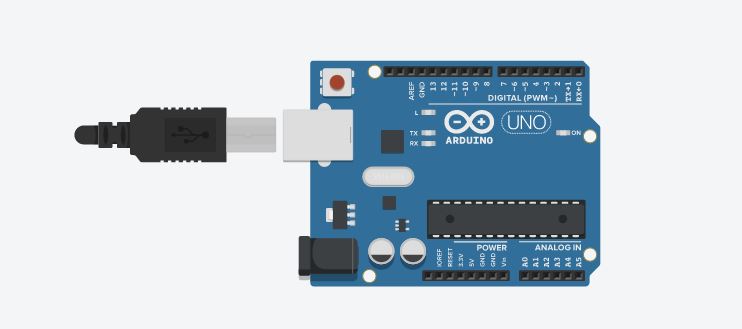 AREF
GND
13
12
~11
~10
~9
8
7
~6
~5
4
~3
2
TX→1
RX←0
DIGITAL (PWM~)
L
TX
RX
ARDUINO
UNO
ON
POWER
ANALOG IN
IOREF
RESET
3.3V
5V
GND
GND
Vin
A0
A1
A2
A3
A4
A5